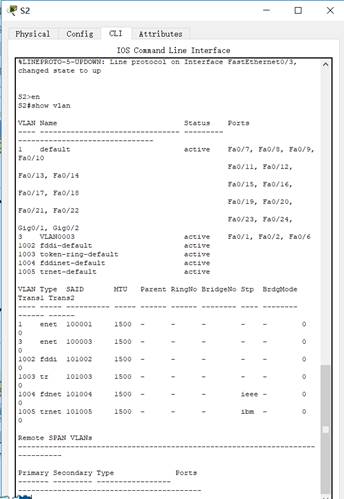 S2
Physical Config CLI Attributes
IOS Command Line Interface
%LINEPROTO-5-UPDOWN: Line protocol on Interface FastEthernet0/3,
changed state to up
S2>en
S2#show vlan
VLAN Name Status Ports
---- -------------------------------- ---------
-------------------------------
1 default active Fa0/7, Fa0/8, Fa0/9,
Fa0/10
Fa0/11, Fa0/12,
Fa0/13, Fa0/14
Fa0/15, Fa0/16,
Fa0/17, Fa0/18
Fa0/19, Fa0/20,
Fa0/21, Fa0/22
Fa0/23, Fa0/24,
Gig0/1, Gig0/2
3 VLAN0003 active Fa0/1, Fa0/2, Fa0/6
1002 fddi-default active
1003 token-ring-default active
1004 fddinet-default active
1005 trnet-default active
VLAN Type SAID MTU Parent RingNo BridgeNo Stp BrdgMode
Trans1 Trans2
---- ----- ---------- ----- ------ ------ -------- ---- --------
------ ------
1 enet 100001 1500 - - - - - 0
0
3 enet 100003 1500 - - - - - 0
0
1002 fddi 101002 1500 - - - - - 0
0
1003 tr 101003 1500 - - - - - 0
0
1004 fdnet 101004 1500 - - - ieee - 0
0
1005 trnet 101005 1500 - - - ibm - 0
0
Remote SPAN VLANs
------------------------------------------------------------------
----------
Primary Secondary Type Ports
------- --------- -----------------
------------------------------------------